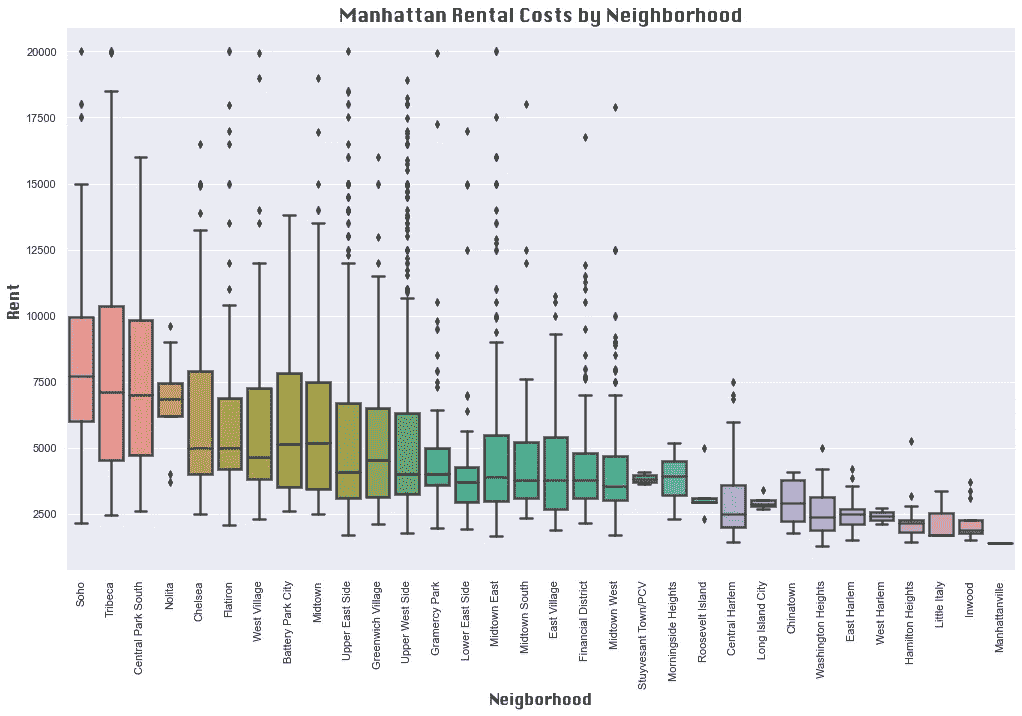 Manhattan Rental Costs by Neighborhood
Rent
20000
17500
15000
12500
10000
7500
5000
2500
Soho
Tribeca
Central Park South
Nolita
Chelsea
Flatiron
West Village
Battery Park City
Midtown
Upper East Side
Greenwich Village
Upper West Side
Gramercy Park
Lower East Side
Midtown East
Midtown South
East Village
Financial District
Midtown West
Stuyvesant Town/PCV
Morningside Heights
Roosevelt Island
Central Harlem
Long Island City
Chinatown
Washington Heights
East Harlem
West Harlem
Hamilton Heights
Little Italy
Inwood
Manhattanville
Neigborhood